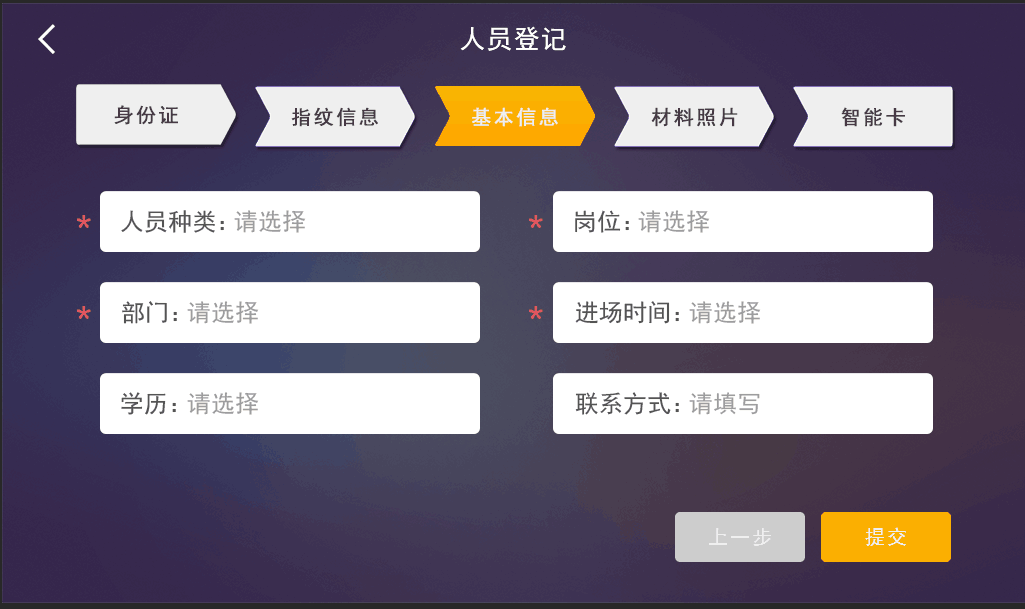 人员登记
身份证 指纹信息 基本信息 材料照片 智能卡
* 人员种类: 请选择 * 岗位: 请选择
* 部门: 请选择 * 进场时间: 请选择
学历: 请选择 联系方式: 请填写
上一步 提交